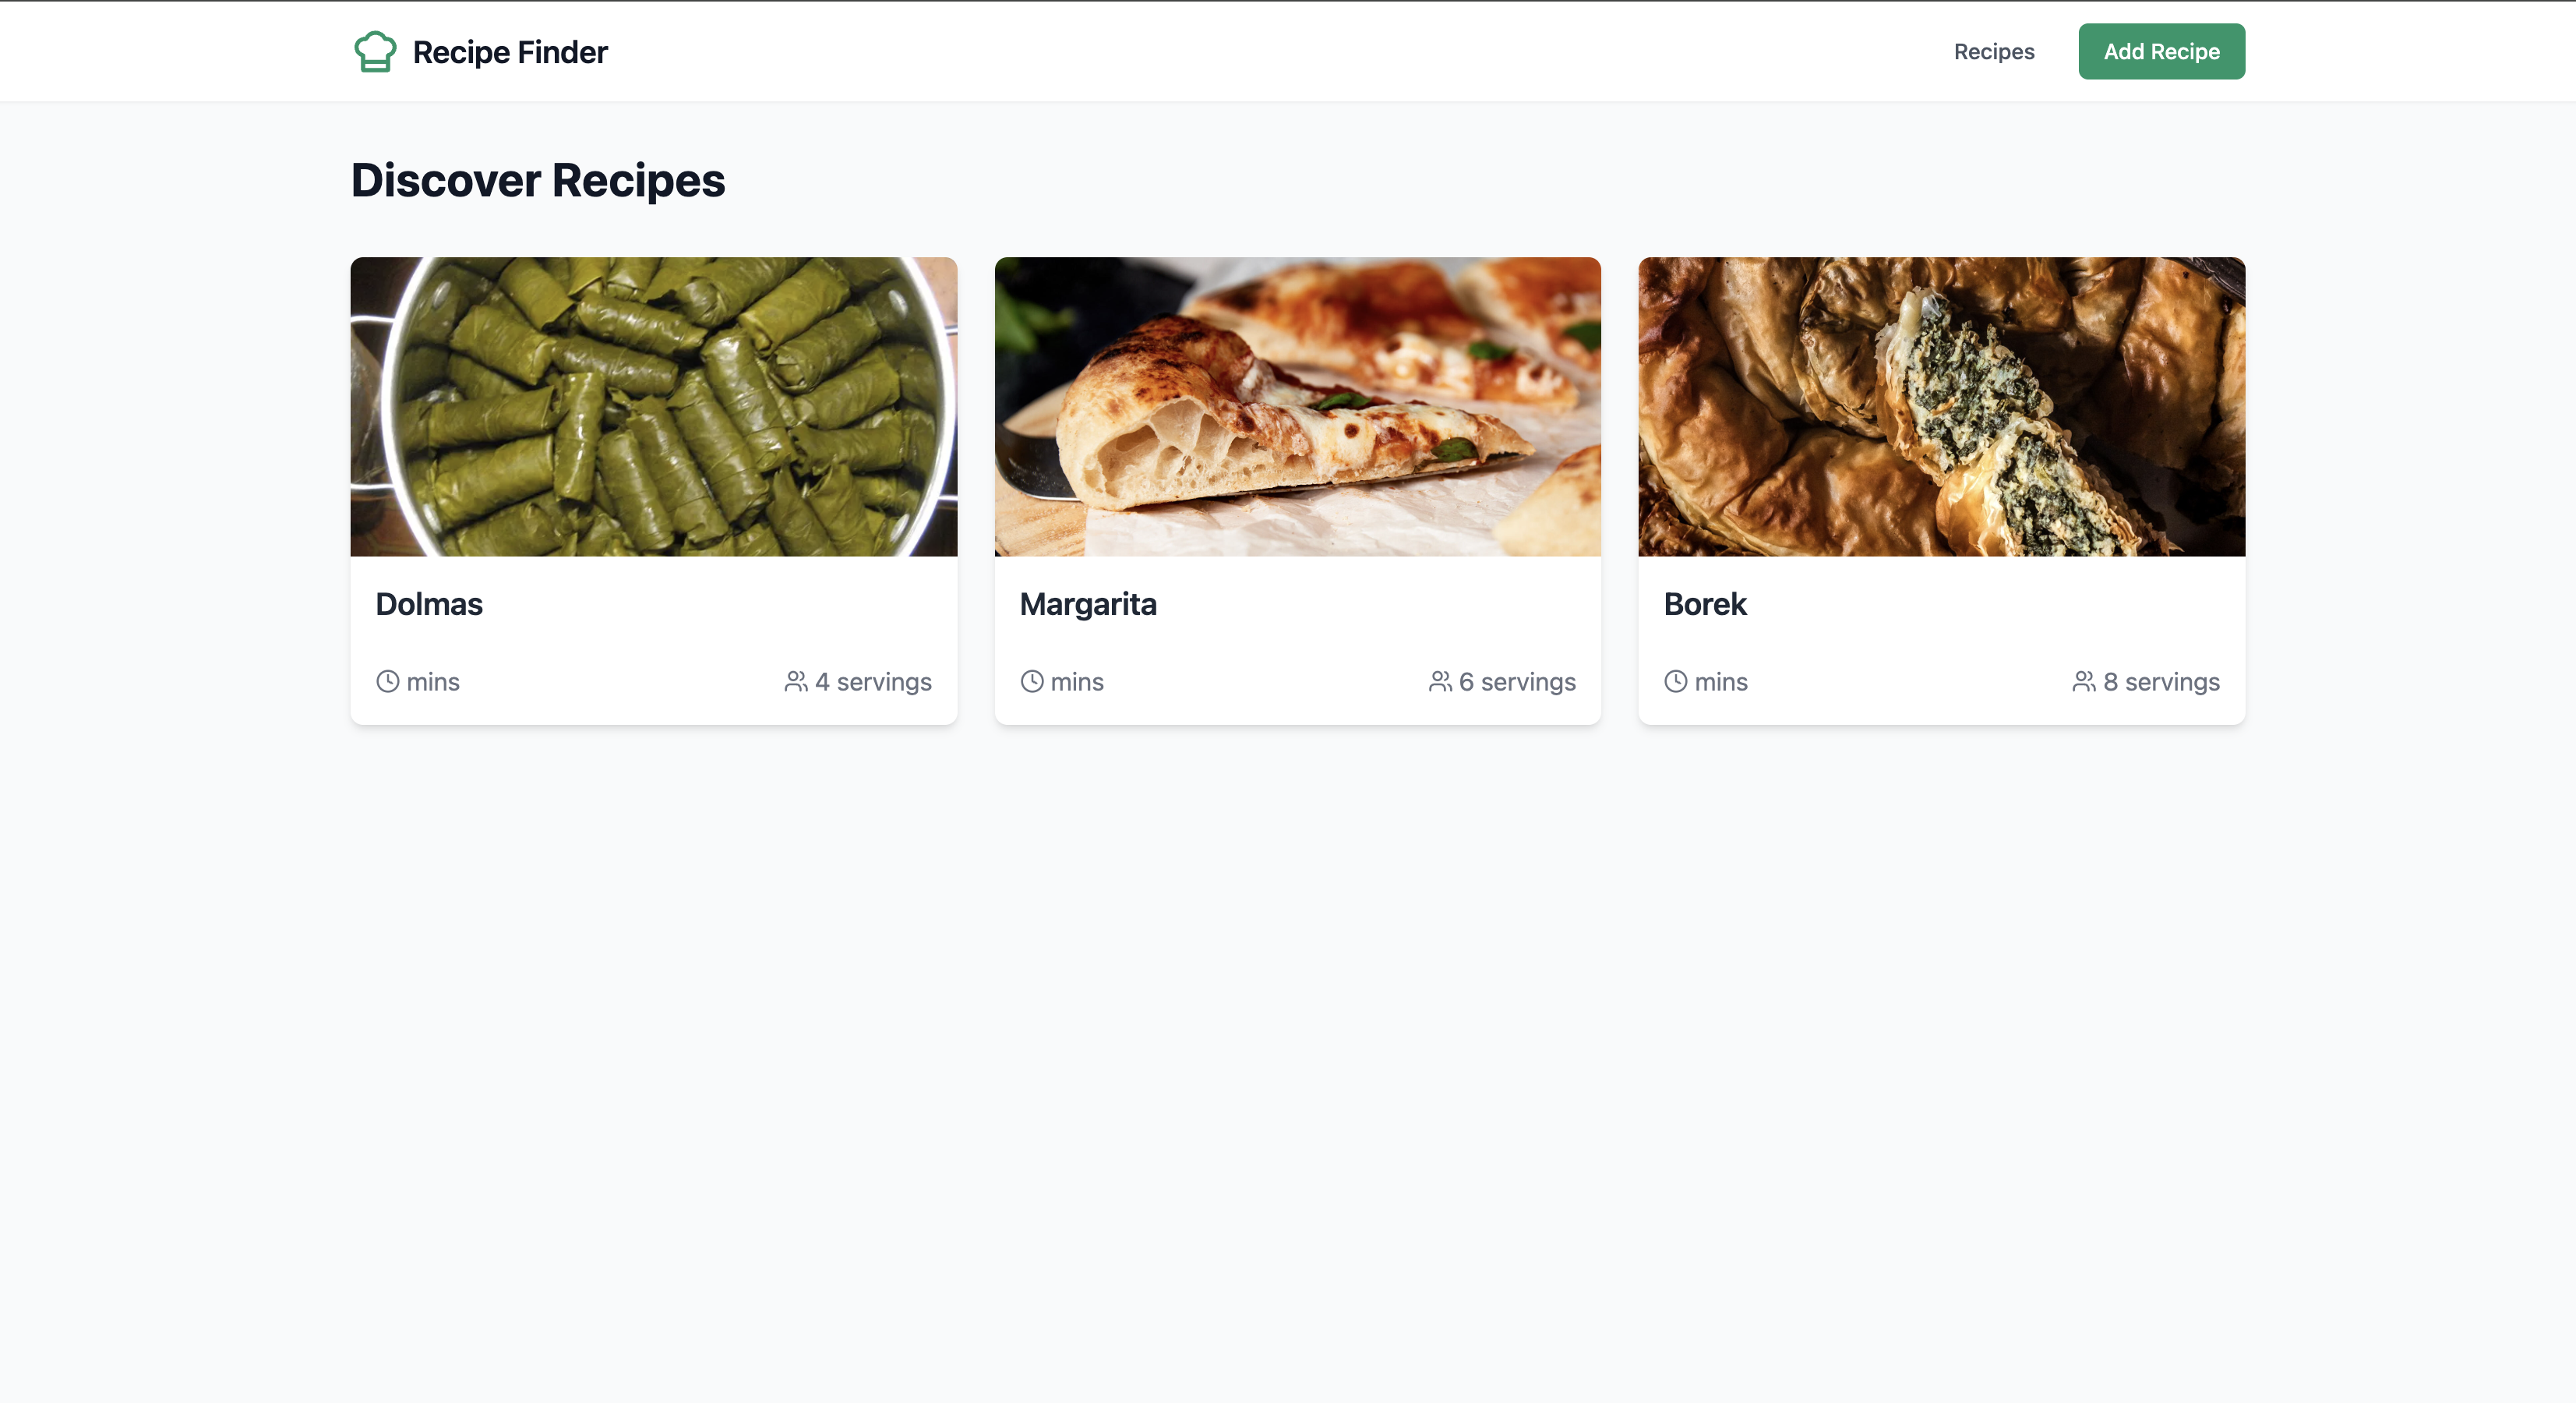 Recipe Finder
Recipes
Add Recipe
Discover Recipes
Dolmas
mins
4 servings
Margarita
mins
6 servings
Borek
mins
8 servings